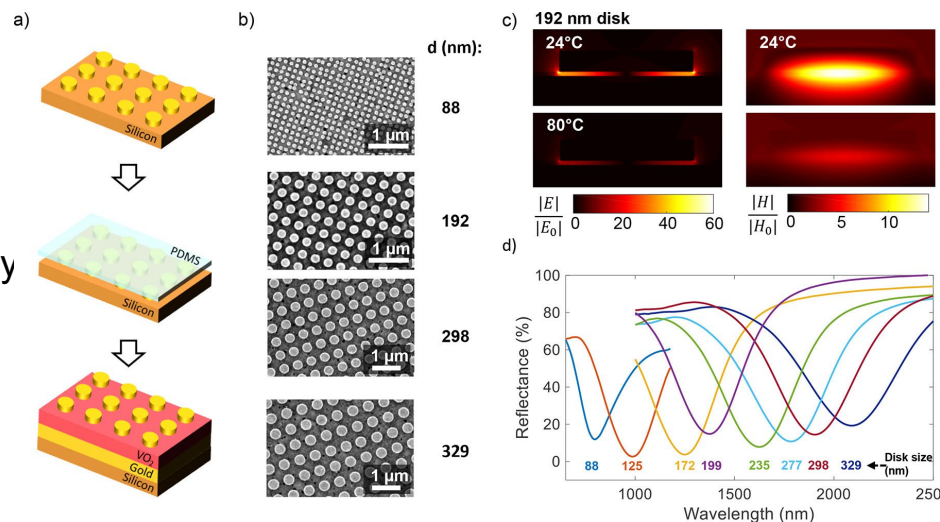 a)
Silicon
PDMS
Silicon
VO₂
Gold
Silicon
y
b)
d (nm):
1 μm
88
1 μm
192
1 μm
298
1 μm
329
c)
192 nm disk
24°C
24°C
80°C
|E|
|E₀|
0 20 40 60
|H|
|H₀|
0 5 10
d)
Reflectance (%)
100
80
60
40
20
0
88 125 172 199 235 277 298 329
Disk size
(nm)
1000 1500 2000 250
Wavelength (nm)